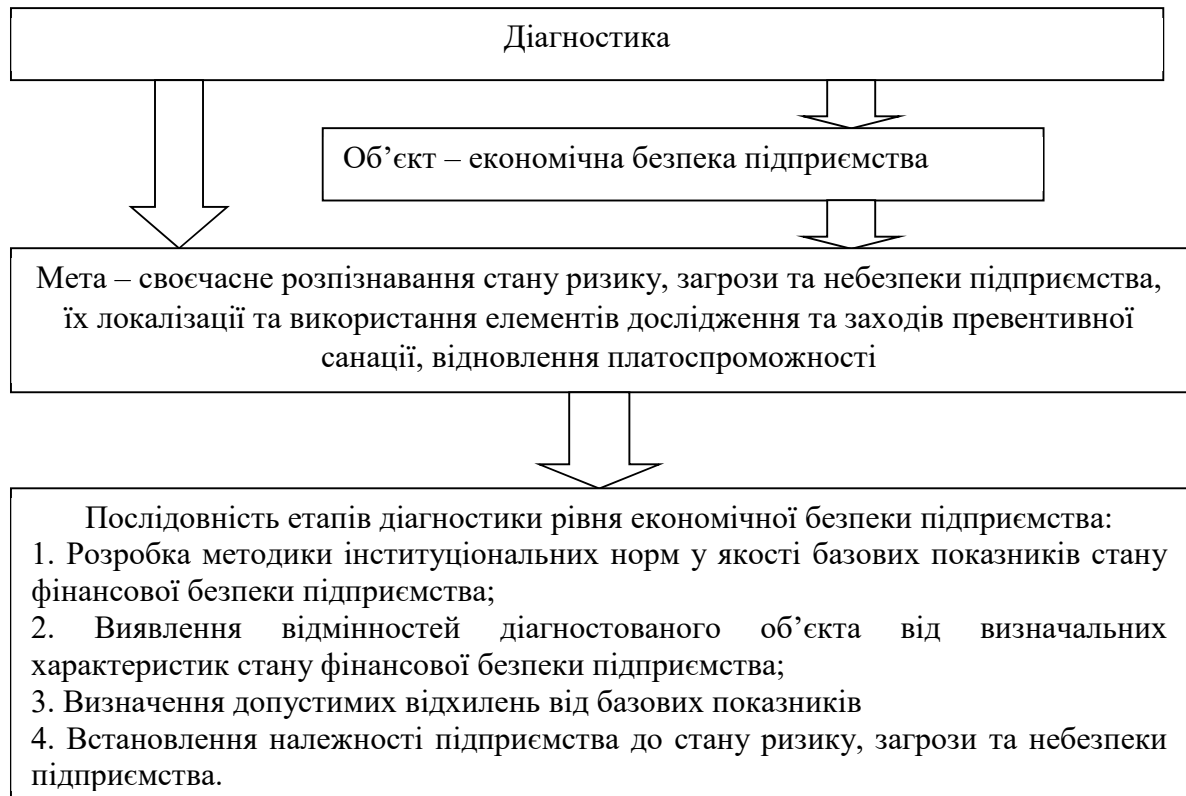 Діагностика
Об’єкт – економічна безпека підприємства
Мета – своєчасне розпізнавання стану ризику, загрози та небезпеки підприємства,
їх локалізації та використання елементів дослідження та заходів превентивної
санації, відновлення платоспроможності
Послідовність етапів діагностики рівня економічної безпеки підприємства:
1. Розробка методики інституціональних норм у якості базових показників стану
фінансової безпеки підприємства;
2. Виявлення відмінностей діагностованого об’єкта від визначальних
характеристик стану фінансової безпеки підприємства;
3. Визначення допустимих відхилень від базових показників
4. Встановлення належності підприємства до стану ризику, загрози та небезпеки
підприємства.